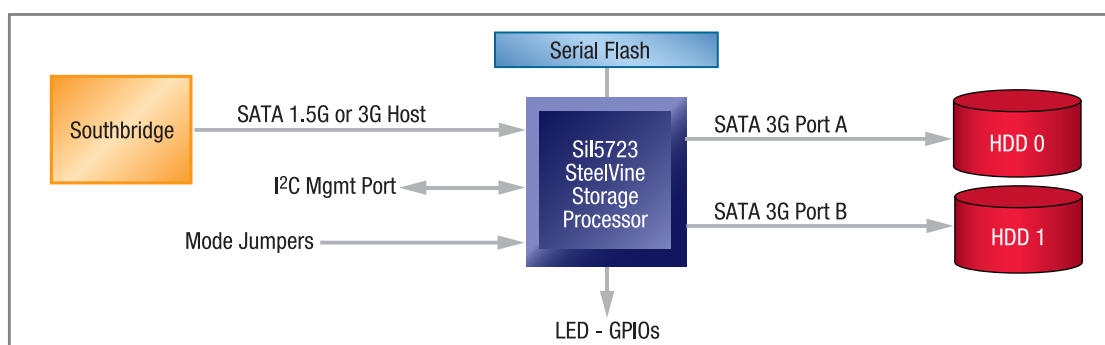 Serial Flash
Southbridge
SATA 1.5G or 3G Host
I²C Mgmt Port
Mode Jumpers
SiI5723
SteelVine
Storage
Processor
SATA 3G Port A
HDD 0
SATA 3G Port B
HDD 1
LED - GPIOs